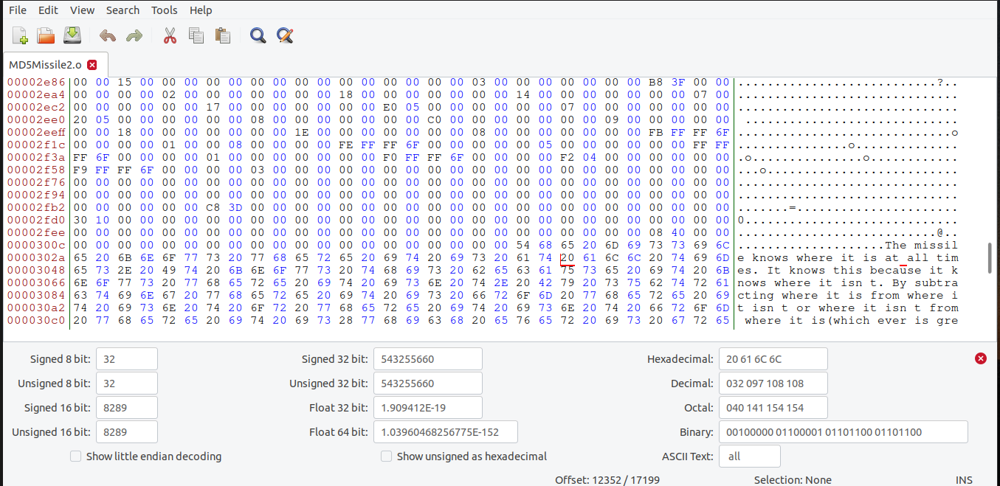 File Edit View Search Tools Help
MD5Missile2.o
00002e86 00 00 15 00 00 00 00 00 00 00 00 00 00 00 00 00 00 00 03 00 00 00 00 00 00 00 B8 3F 00 00 ...........................?..
00002ea4 00 00 00 00 02 00 00 00 00 00 00 00 18 00 00 00 00 00 00 00 14 00 00 00 00 00 00 00 07 00 ..............................
00002ec2 00 00 00 00 00 00 17 00 00 00 00 00 00 00 E0 05 00 00 00 00 00 00 07 00 00 00 00 00 00 00 ..............................
00002ee0 20 05 00 00 00 00 00 00 08 00 00 00 00 00 00 00 C0 00 00 00 00 00 00 00 09 00 00 00 00 00  .............................
00002eff 00 00 18 00 00 00 00 00 00 00 1E 00 00 00 00 00 00 00 08 00 00 00 00 00 00 00 FB FF FF 6F .............................o
00002f1c 00 00 00 00 01 00 00 08 00 00 00 00 FE FF FF 6F 00 00 00 00 00 05 00 00 00 00 00 00 FF FF ...............o..............
00002f3a FF 6F 00 00 00 00 01 00 00 00 00 00 00 00 F0 FF FF 6F 00 00 00 00 F2 04 00 00 00 00 00 00 .o...............o............
00002f58 F9 FF FF 6F 00 00 00 00 03 00 00 00 00 00 00 00 00 00 00 00 00 00 00 00 00 00 00 00 00 00 ...o..........................
00002f76 00 00 00 00 00 00 00 00 00 00 00 00 00 00 00 00 00 00 00 00 00 00 00 00 00 00 00 00 00 00 ..............................
00002f94 00 00 00 00 00 00 00 00 00 00 00 00 00 00 00 00 00 00 00 00 00 00 00 00 00 00 00 00 00 00 ..............................
00002fb2 00 00 00 00 00 00 C8 3D 00 00 00 00 00 00 00 00 00 00 00 00 00 00 00 00 00 00 00 00 00 00 .......=......................
00002fd0 30 10 00 00 00 00 00 00 00 00 00 00 00 00 00 00 00 00 00 00 00 00 00 00 00 00 00 00 00 00 0.............................
00002fee 00 00 00 00 00 00 00 00 00 00 00 00 00 00 00 00 00 00 00 00 00 00 00 00 00 00 08 40 00 00 ...........................@..
0000300c 00 00 00 00 00 00 00 00 00 00 00 00 00 00 00 00 00 00 00 00 54 68 65 20 6D 69 73 73 69 6C ....................The missil
0000302a 65 20 6B 6E 6F 77 73 20 77 68 65 72 65 20 69 74 20 69 73 20 61 74 20 61 6C 6C 20 74 69 6D e knows where it is at all tim
00003048 65 73 2E 20 49 74 20 6B 6E 6F 77 73 20 74 68 69 73 20 62 65 63 61 75 73 65 20 69 74 20 6B es. It knows this because it k
00003066 6E 6F 77 73 20 77 68 65 72 65 20 69 74 20 69 73 6E 20 74 2E 20 42 79 20 73 75 62 74 72 61 nows where it isn t. By subtra
00003084 63 74 69 6E 67 20 77 68 65 72 65 20 69 74 20 69 73 20 66 72 6F 6D 20 77 68 65 72 65 20 69 cting where it is from where i
000030a2 74 20 69 73 6E 20 74 20 6F 72 20 77 68 65 72 65 20 69 74 20 69 73 6E 20 74 20 66 72 6F 6D t isn t or where it isn t from
000030c0 20 77 68 65 72 65 20 69 74 20 69 73 28 77 68 69 63 68 20 65 76 65 72 20 69 73 20 67 72 65  where it is(which ever is gre
Signed 8 bit: 32 Signed 32 bit: 543255660 Hexadecimal: 20 61 6C 6C
Unsigned 8 bit: 32 Unsigned 32 bit: 543255660 Decimal: 032 097 108 108
Signed 16 bit: 8289 Float 32 bit: 1.909412E-19 Octal: 040 141 154 154
Unsigned 16 bit: 8289 Float 64 bit: 1.03960468256775E-152 Binary: 00100000 01100001 01101100 01101100
Show little endian decoding Show unsigned as hexadecimal ASCII Text: all
Offset: 12352 / 17199 Selection: None INS